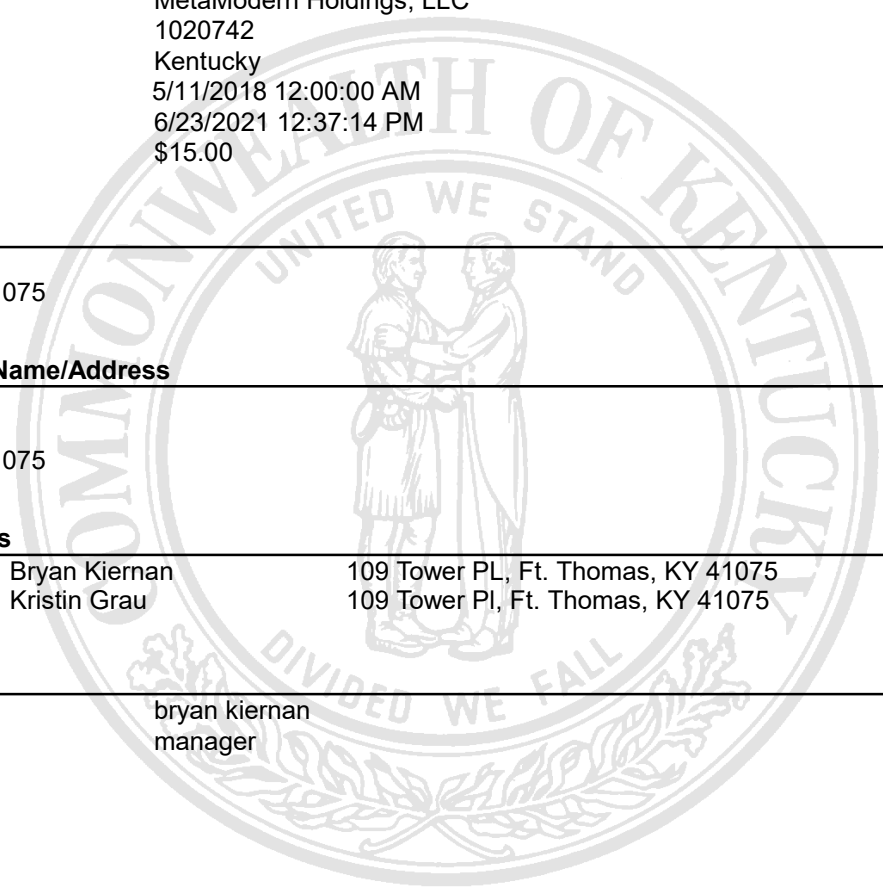 MetaModern Holdings, LLC
1020742
Kentucky
5/11/2018 12:00:00 AM
6/23/2021 12:37:14 PM
$15.00
COMMONWEALTH OF KENTUCKY
UNITED WE STAND
075
Name/Address
075
s
Bryan Kiernan 109 Tower PL, Ft. Thomas, KY 41075
Kristin Grau 109 Tower Pl, Ft. Thomas, KY 41075
DIVIDED WE FALL
bryan kiernan
manager